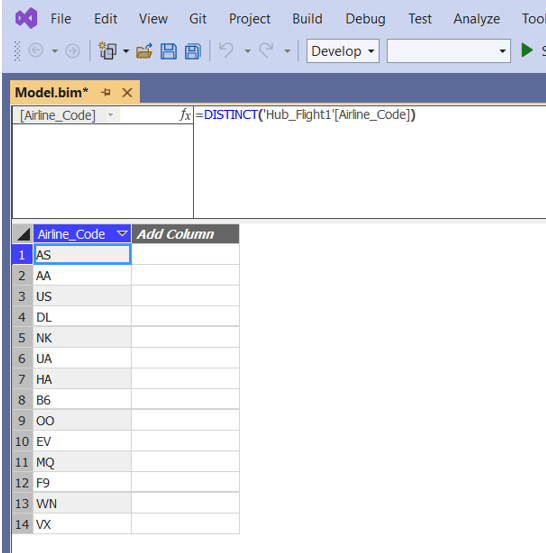 File Edit View Git Project Build Debug Test Analyze
Develop
Model.bim*
[Airline_Code] fx =DISTINCT('Hub_Flight1'[Airline_Code])
Airline_Code Add Column
1 AS
2 AA
3 US
4 DL
5 NK
6 UA
7 HA
8 B6
9 OO
10 EV
11 MQ
12 F9
13 WN
14 VX